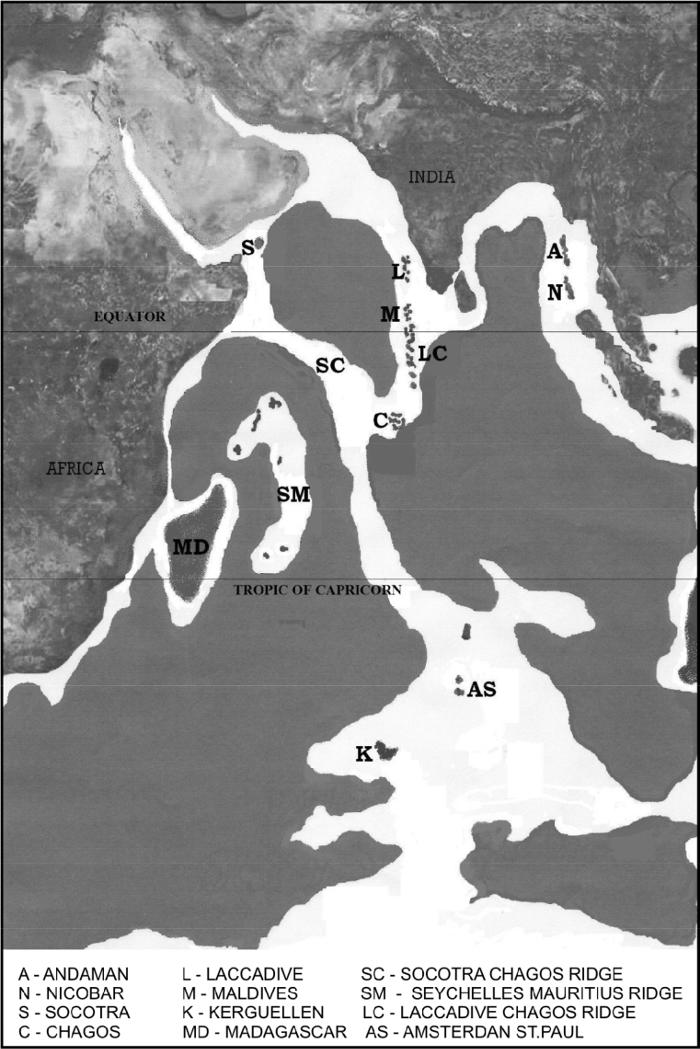 INDIA
S
A
L
N
M
EQUATOR
LC
SC
C
AFRICA
SM
MD
TROPIC OF CAPRICORN
AS
K
A - ANDAMAN L - LACCADIVE SC - SOCOTRA CHAGOS RIDGE
N - NICOBAR M - MALDIVES SM - SEYCHELLES MAURITIUS RIDGE
S - SOCOTRA K - KERGUELLEN LC - LACCADIVE CHAGOS RIDGE
C - CHAGOS MD - MADAGASCAR AS - AMSTERDAN ST.PAUL